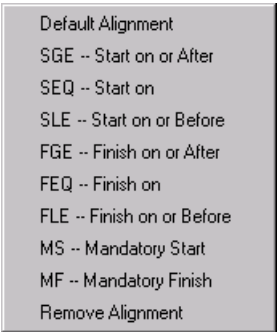 Default Alignment
SGE -- Start on or After
SEQ -- Start on
SLE -- Start on or Before
FGE -- Finish on or After
FEQ -- Finish on
FLE -- Finish on or Before
MS -- Mandatory Start
MF -- Mandatory Finish
Remove Alignment